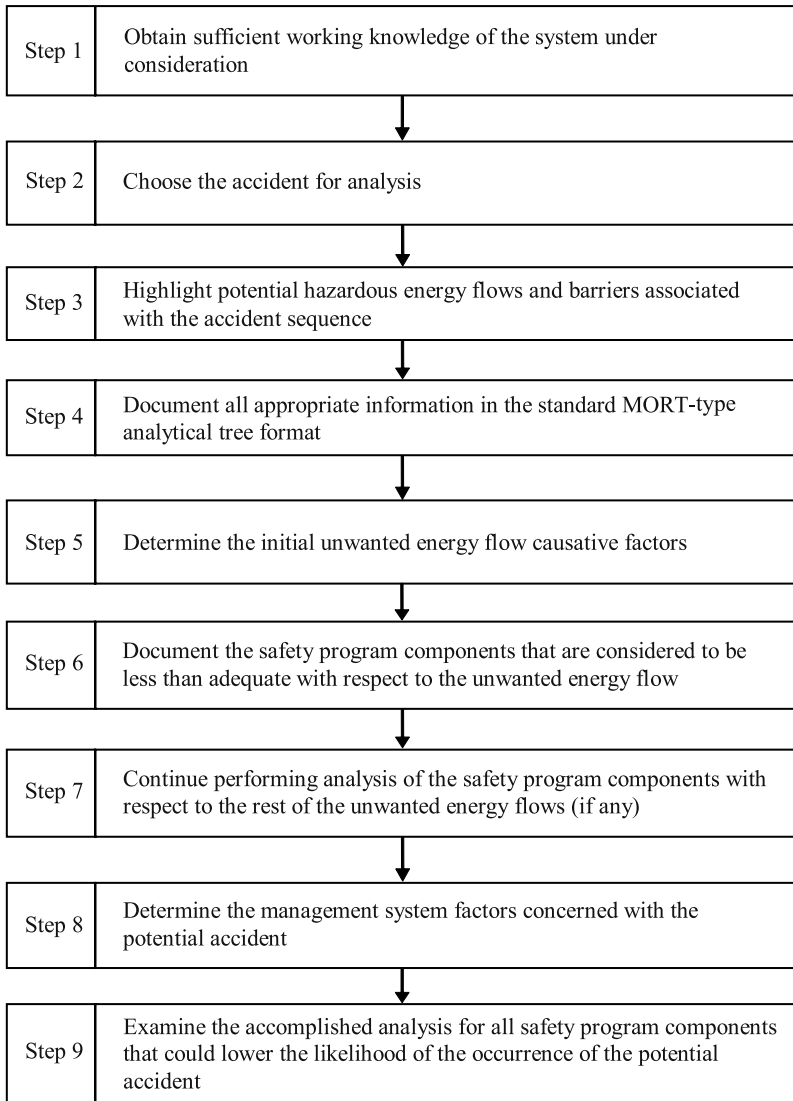 Step 1
Obtain sufficient working knowledge of the system under
consideration
Step 2
Choose the accident for analysis
Step 3
Highlight potential hazardous energy flows and barriers associated
with the accident sequence
Step 4
Document all appropriate information in the standard MORT-type
analytical tree format
Step 5
Determine the initial unwanted energy flow causative factors
Step 6
Document the safety program components that are considered to be
less than adequate with respect to the unwanted energy flow
Step 7
Continue performing analysis of the safety program components with
respect to the rest of the unwanted energy flows (if any)
Step 8
Determine the management system factors concerned with the
potential accident
Step 9
Examine the accomplished analysis for all safety program components
that could lower the likelihood of the occurrence of the potential
accident